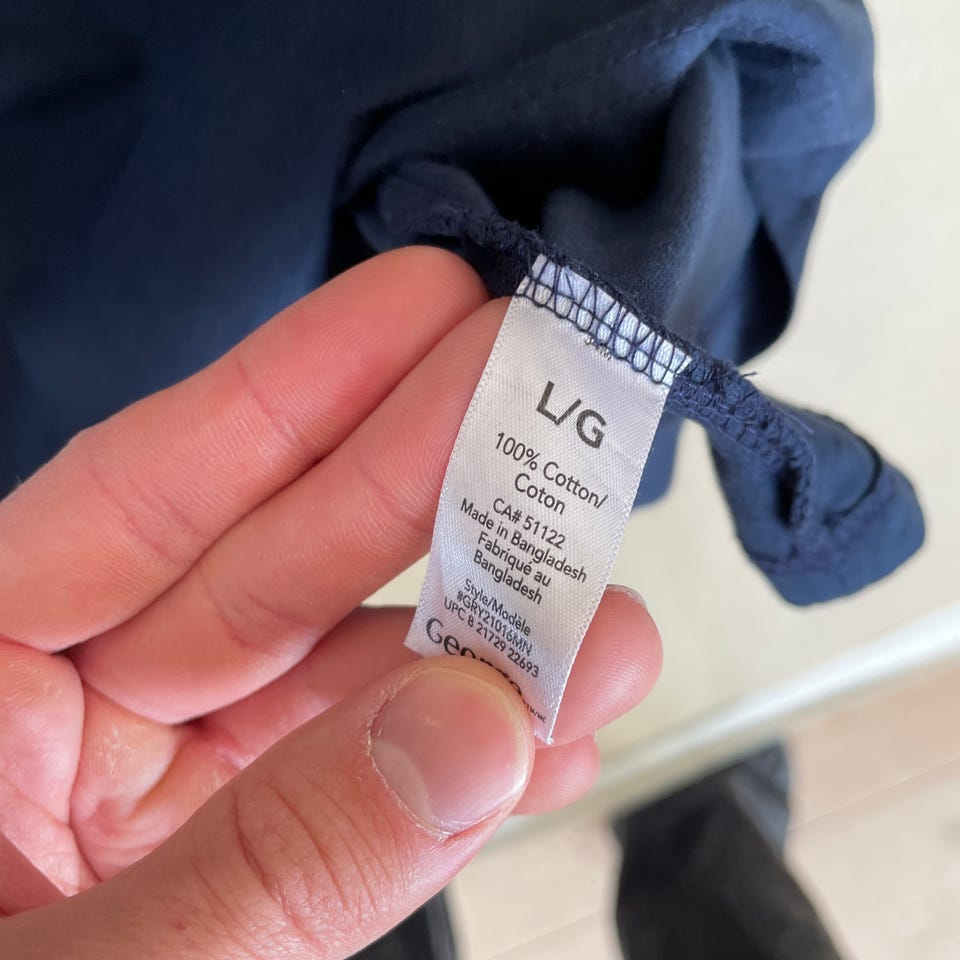 L/G
100% Cotton/
Coton
CA# 51122
Made in Bangladesh
Fabriqué au
Bangladesh
Style/Modèle
#GRY21016MN
UPC 8 21729 22693